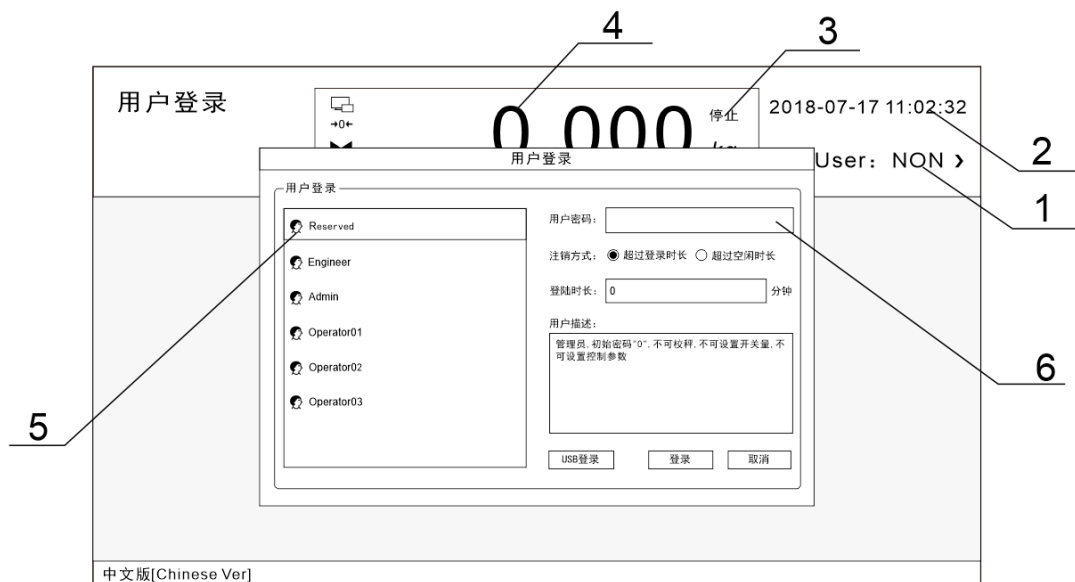 4
3
用户登录
→0←
0 000
停止
2018-07-17 11:02:32
2
用户登录
User: NON ›
1
用户登录
Reserved
用户密码：
Engineer
注销方式： 超过登录时长 超过空闲时长
Admin
登陆时长： 0 分钟
用户描述：
Operator01
管理员,初始密码"0",不可校秤,不可设置开关量,不
可设置控制参数
Operator02
6
Operator03
5
USB登录 登录 取消
中文版[Chinese Ver]